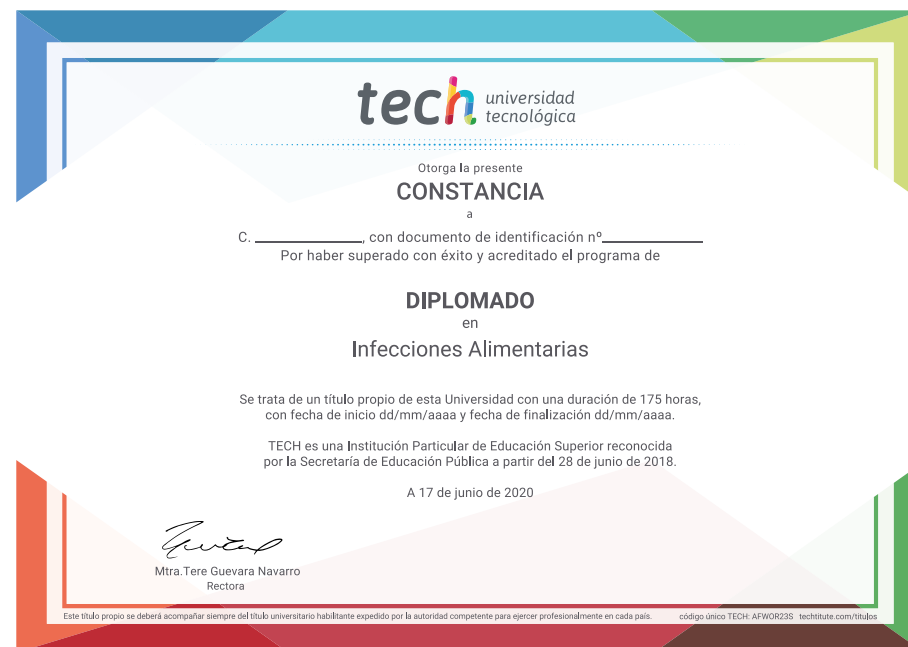 tech universidad
tecnológica
Otorga la presente
CONSTANCIA
a
C. ____________, con documento de identificación nº____________
Por haber superado con éxito y acreditado el programa de
DIPLOMADO
en
Infecciones Alimentarias
Se trata de un título propio de esta Universidad con una duración de 175 horas,
con fecha de inicio dd/mm/aaaa y fecha de finalización dd/mm/aaaa.
TECH es una Institución Particular de Educación Superior reconocida
por la Secretaría de Educación Pública a partir del 28 de junio de 2018.
A 17 de junio de 2020
Mtra.Tere Guevara Navarro
Rectora
Este título propio se deberá acompañar siempre del título universitario habilitante expedido por la autoridad competente para ejercer profesionalmente en cada país. código único TECH: AFWOR23S techtitute.com/titulos